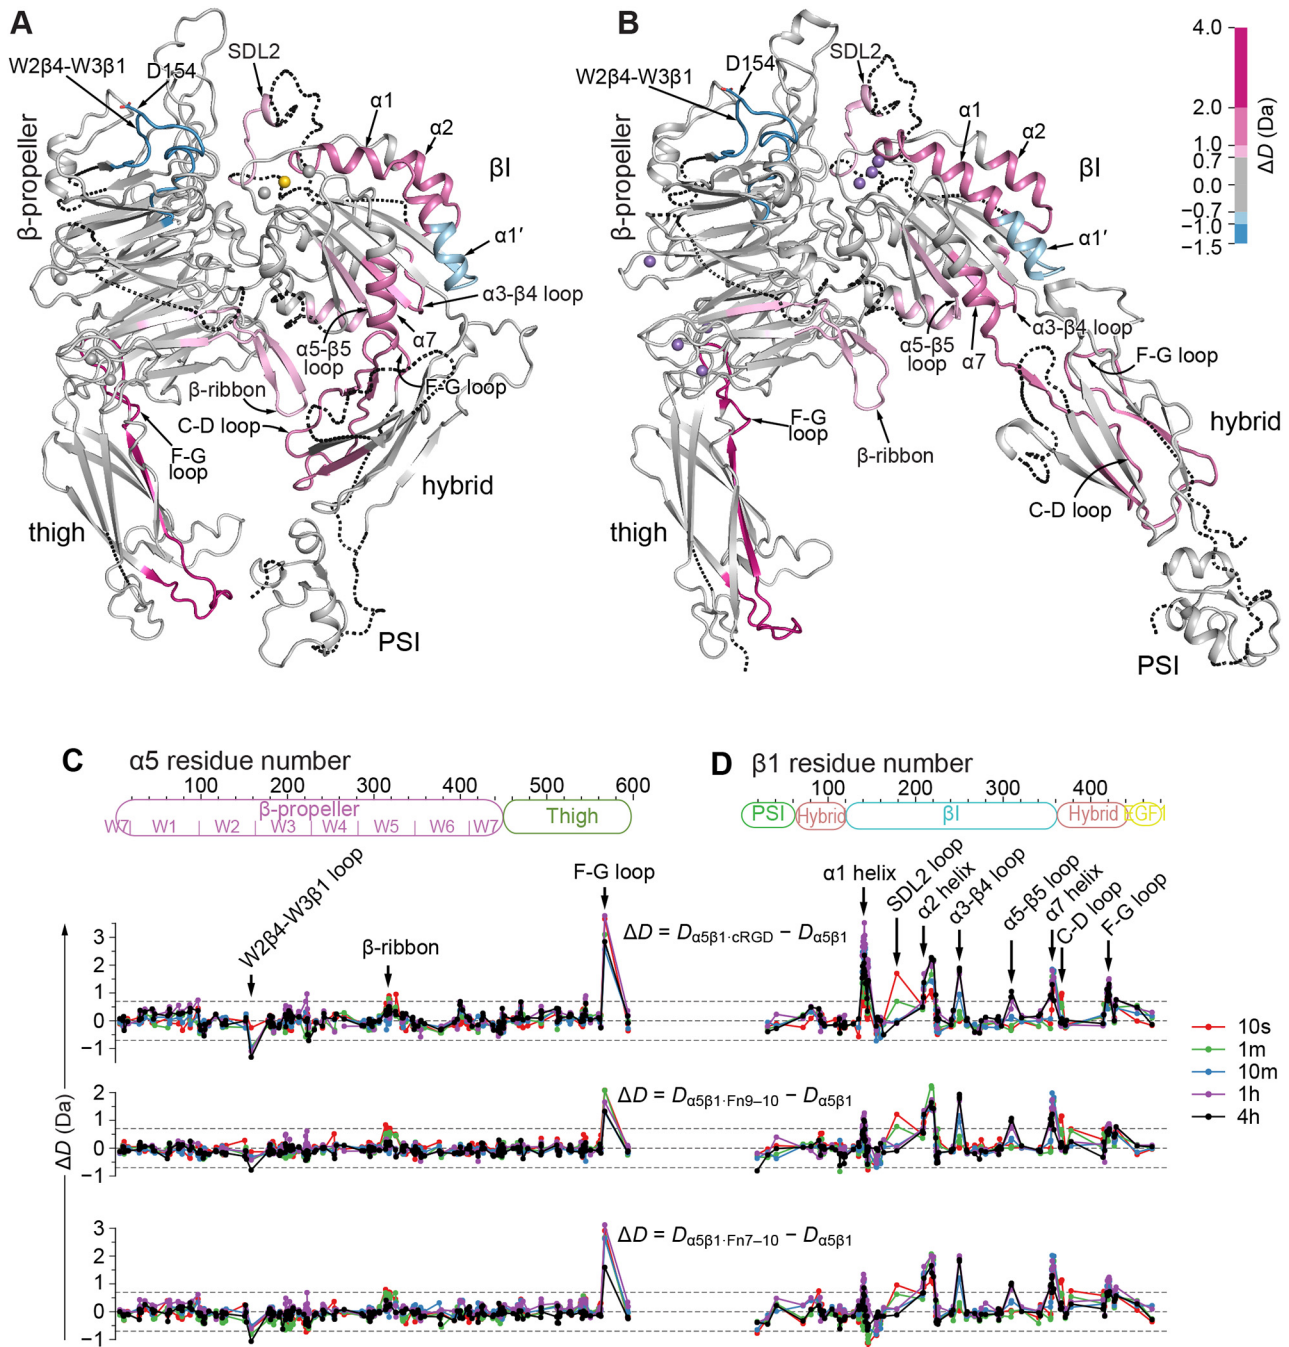 A
B
W2β4-W3β1
D154
SDL2
α1
α2
βI
β-propeller
α1′
α3-β4 loop
α5-β5
loop
α7
F-G loop
β-ribbon
C-D loop
F-G
loop
hybrid
thigh
PSI
W2β4-W3β1
D154
SDL2
α1
α2
βI
β-propeller
α1′
α3-β4 loop
α5-β5
loop
α7
F-G loop
F-G
loop
β-ribbon
hybrid
C-D loop
thigh
PSI
4.0
2.0
1.0
0.7
0.0
−0.7
−1.0
−1.5
ΔD (Da)
C
α5 residue number
100 200 300 400 500 600
β-propeller
W7 W1 W2 W3 W4 W5 W6 W7
Thigh
D
β1 residue number
100 200 300 400
PSI Hybrid βI Hybrid EGF1
W2β4-W3β1 loop
β-ribbon
F-G loop
α1 helix
SDL2 loop
α2 helix
α3-β4 loop
α5-β5 loop
α7 helix
C-D loop
F-G loop
ΔD = Dα5β1·cRGD − Dα5β1
3
2
1
0
−1
ΔD = Dα5β1·Fn9–10 − Dα5β1
2
1
0
−1
ΔD = Dα5β1·Fn7–10 − Dα5β1
3
2
1
0
−1
ΔD (Da)
10s
1m
10m
1h
4h